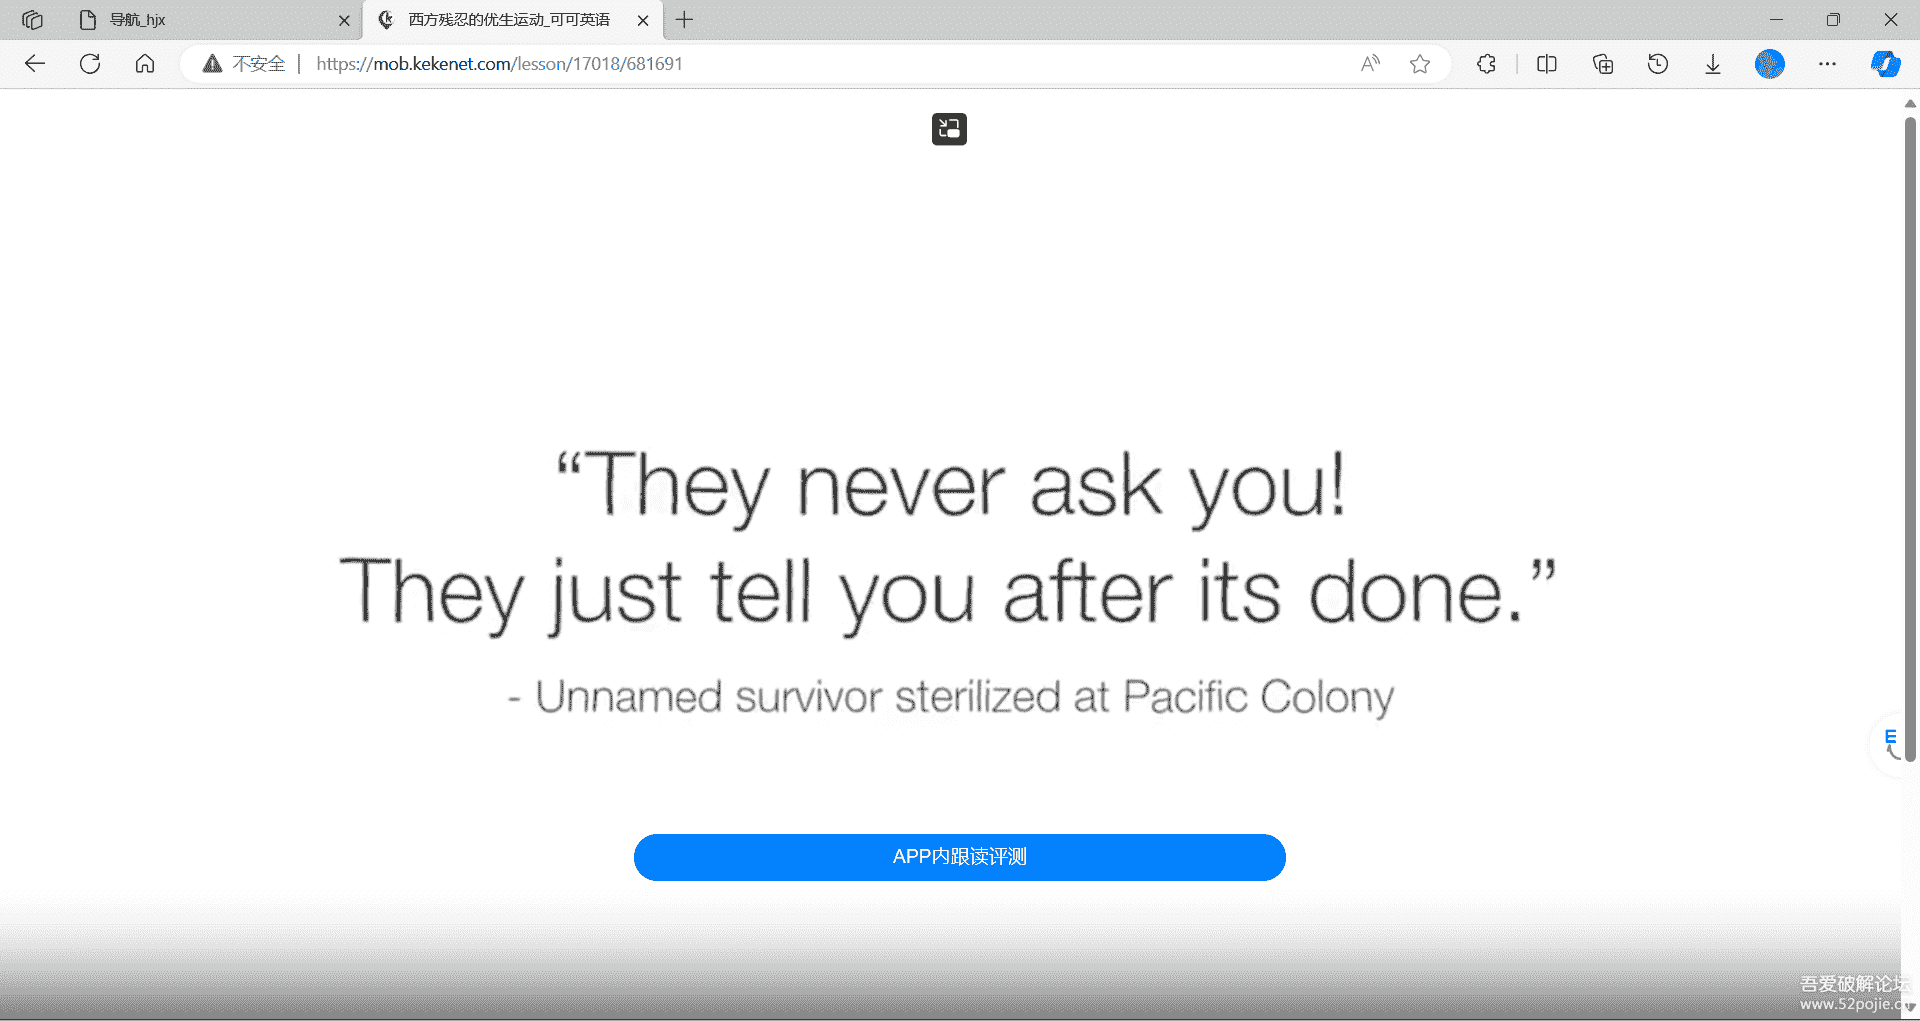 导航_hjx
西方残忍的优生运动_可可英语
不安全
https://mob.kekenet.com/lesson/17018/681691
“They never ask you!
They just tell you after its done.”
- Unnamed survivor sterilized at Pacific Colony
APP内跟读评测
吾爱破解论坛
www.52pojie.c